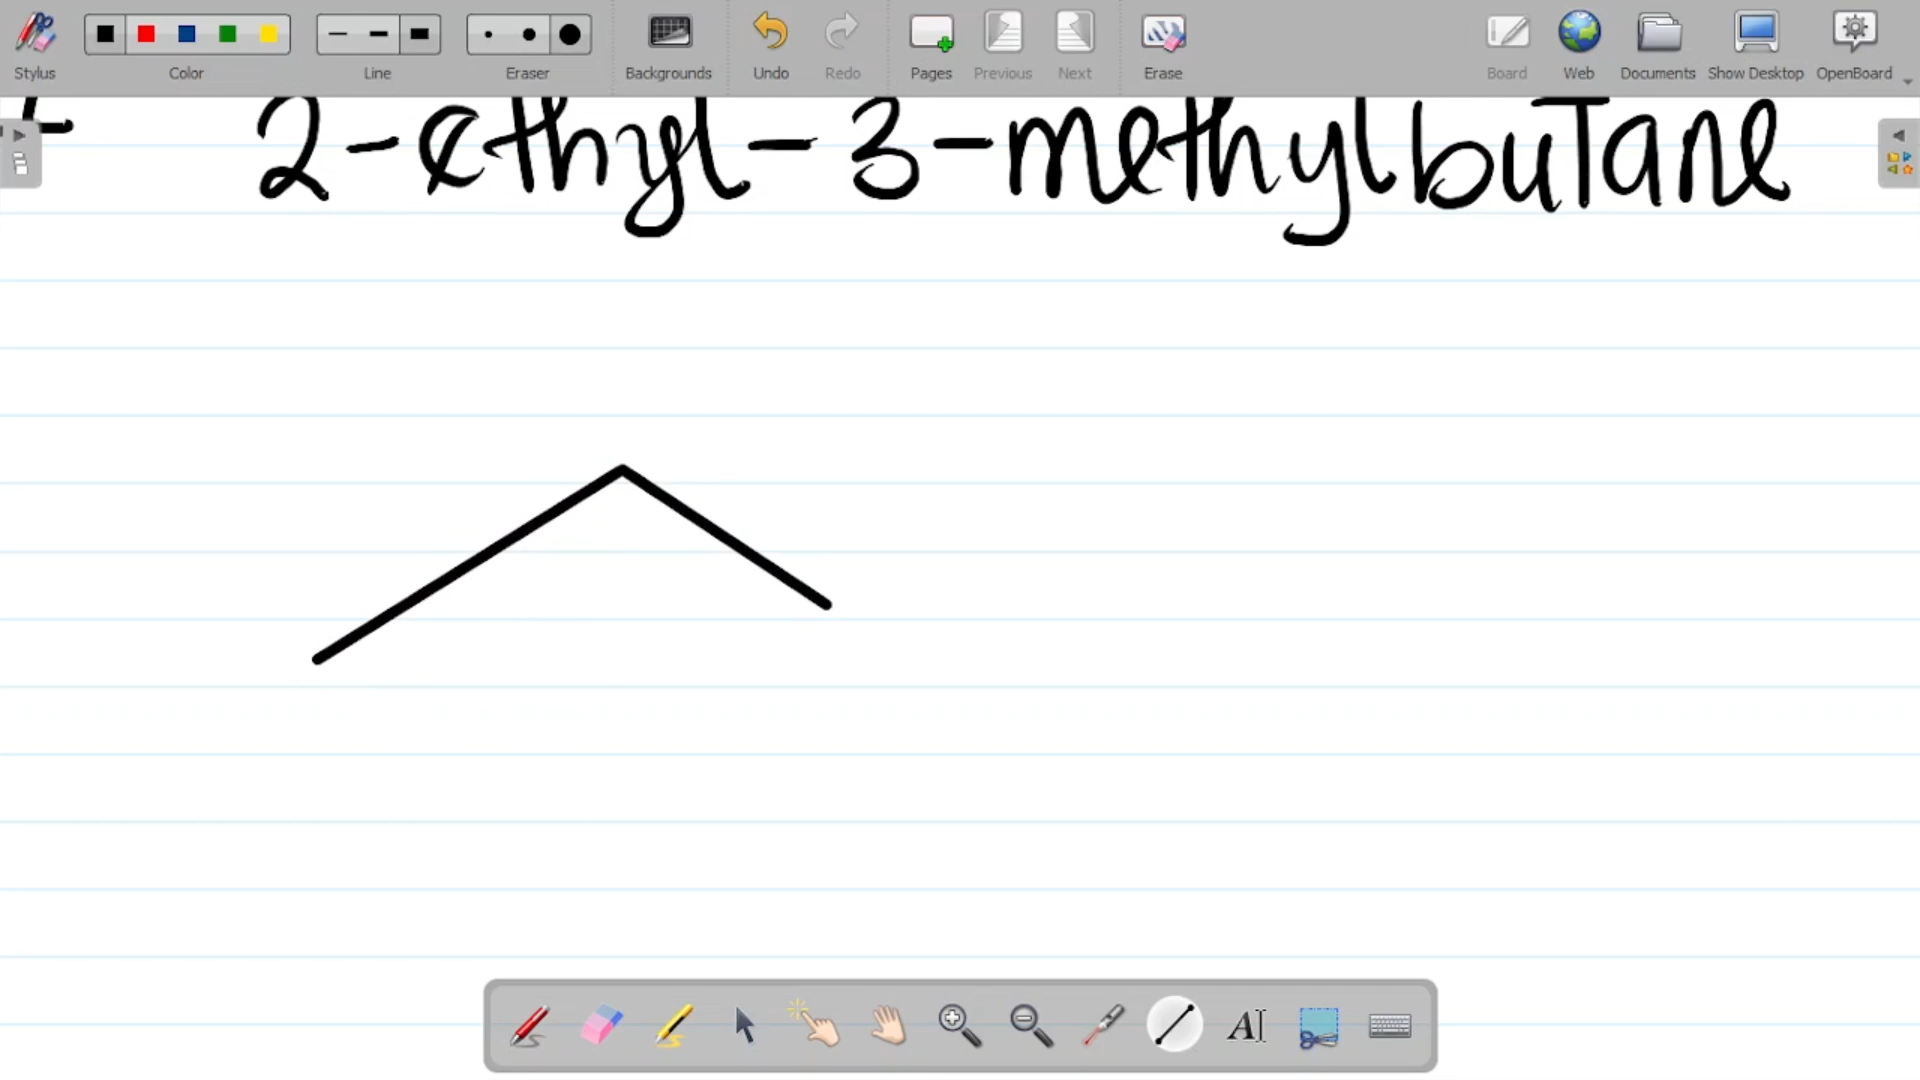 Stylus Color Line Eraser Backgrounds Undo Redo Pages Previous Next Erase Board Web Documents Show Desktop OpenBoard
2-ethyl-3-methylbutane
A